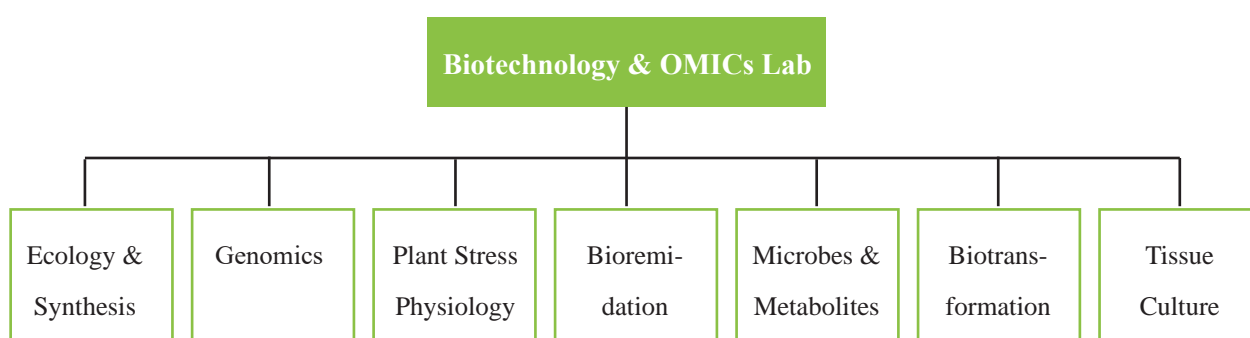 Biotechnology & OMICs Lab
Ecology &
Synthesis
Genomics
Plant Stress
Physiology
Bioremi-
dation
Microbes &
Metabolites
Biotrans-
formation
Tissue
Culture